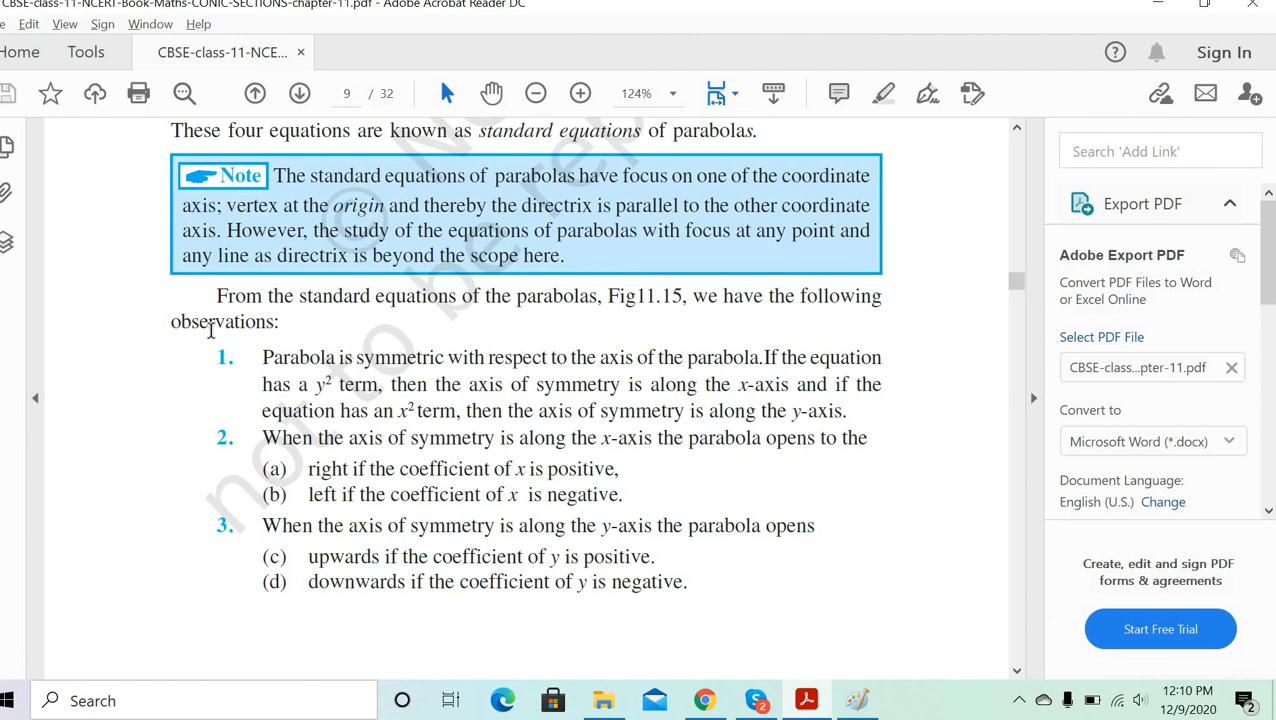 CBSE-class-11-NCERT-Book-Maths-CONIC-SECTIONS-chapter-11.pdf - Adobe Acrobat Reader DC
Edit View Sign Window Help
Home Tools CBSE-class-11-NCE... × ? Sign In
9 / 32 124%
These four equations are known as standard equations of parabolas.
Note The standard equations of parabolas have focus on one of the coordinate
axis; vertex at the origin and thereby the directrix is parallel to the other coordinate
axis. However, the study of the equations of parabolas with focus at any point and
any line as directrix is beyond the scope here.
From the standard equations of the parabolas, Fig11.15, we have the following
observations:
1. Parabola is symmetric with respect to the axis of the parabola.If the equation
has a y² term, then the axis of symmetry is along the x-axis and if the
equation has an x² term, then the axis of symmetry is along the y-axis.
2. When the axis of symmetry is along the x-axis the parabola opens to the
(a) right if the coefficient of x is positive,
(b) left if the coefficient of x is negative.
3. When the axis of symmetry is along the y-axis the parabola opens
(c) upwards if the coefficient of y is positive.
(d) downwards if the coefficient of y is negative.
not to be rep
© N
Search 'Add Link'
Export PDF
Adobe Export PDF
Convert PDF Files to Word
or Excel Online
Select PDF File
CBSE-class...pter-11.pdf
Convert to
Microsoft Word (*.docx)
Document Language:
English (U.S.) Change
Create, edit and sign PDF
forms & agreements
Start Free Trial
Search
2
12:10 PM
12/9/2020
2